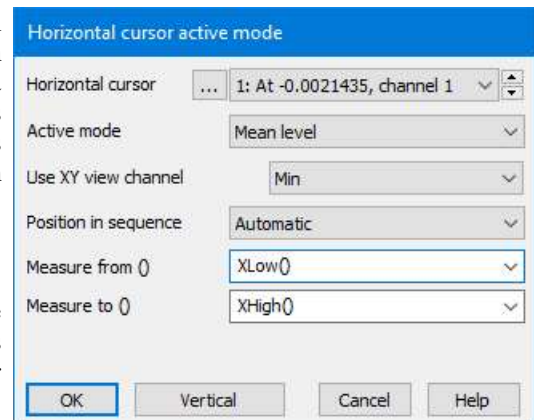 Horizontal cursor active mode
Horizontal cursor ... 1: At -0.0021435, channel 1
Active mode Mean level
Use XY view channel Min
Position in sequence Automatic
Measure from () XLow()
Measure to () XHigh()
OK Vertical Cancel Help